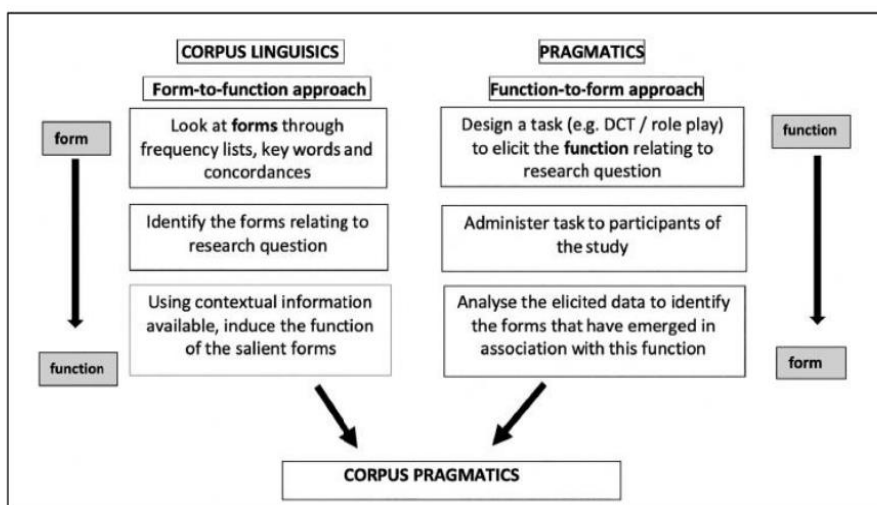 CORPUS LINGUISICS
Form-to-function approach
form
Look at forms through
frequency lists, key words and
concordances
Identify the forms relating to
research question
Using contextual information
available, induce the function
of the salient forms
function
PRAGMATICS
Function-to-form approach
Design a task (e.g. DCT / role play)
to elicit the function relating to
research question
function
Administer task to participants of
the study
Analyse the elicited data to identify
the forms that have emerged in
association with this function
form
CORPUS PRAGMATICS